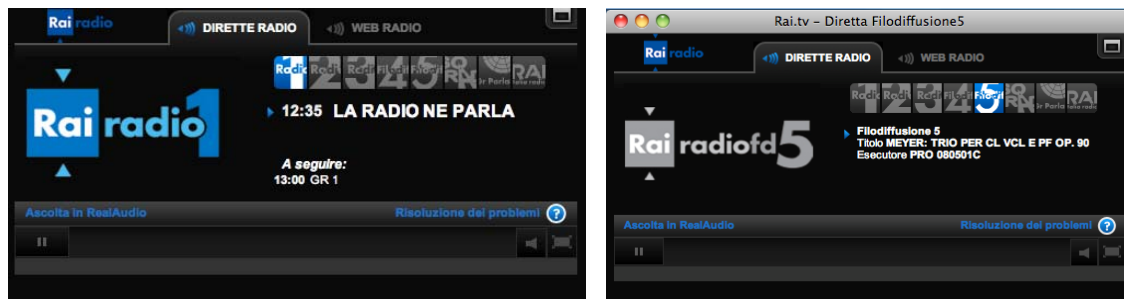 Rai radio
DIRETTE RADIO
WEB RADIO
Rai radio 1
12:35 LA RADIO NE PARLA
A seguire:
13:00 GR 1
Ascolta in RealAudio
Risoluzione dei problemi ?
Rai.tv – Diretta Filodiffusione5
Rai radio
DIRETTE RADIO
WEB RADIO
Rai radiofd5
Filodiffusione 5
Titolo MEYER: TRIO PER CL VCL E PF OP. 90
Esecutore PRO 080501C
Ascolta in RealAudio
Risoluzione dei problemi ?